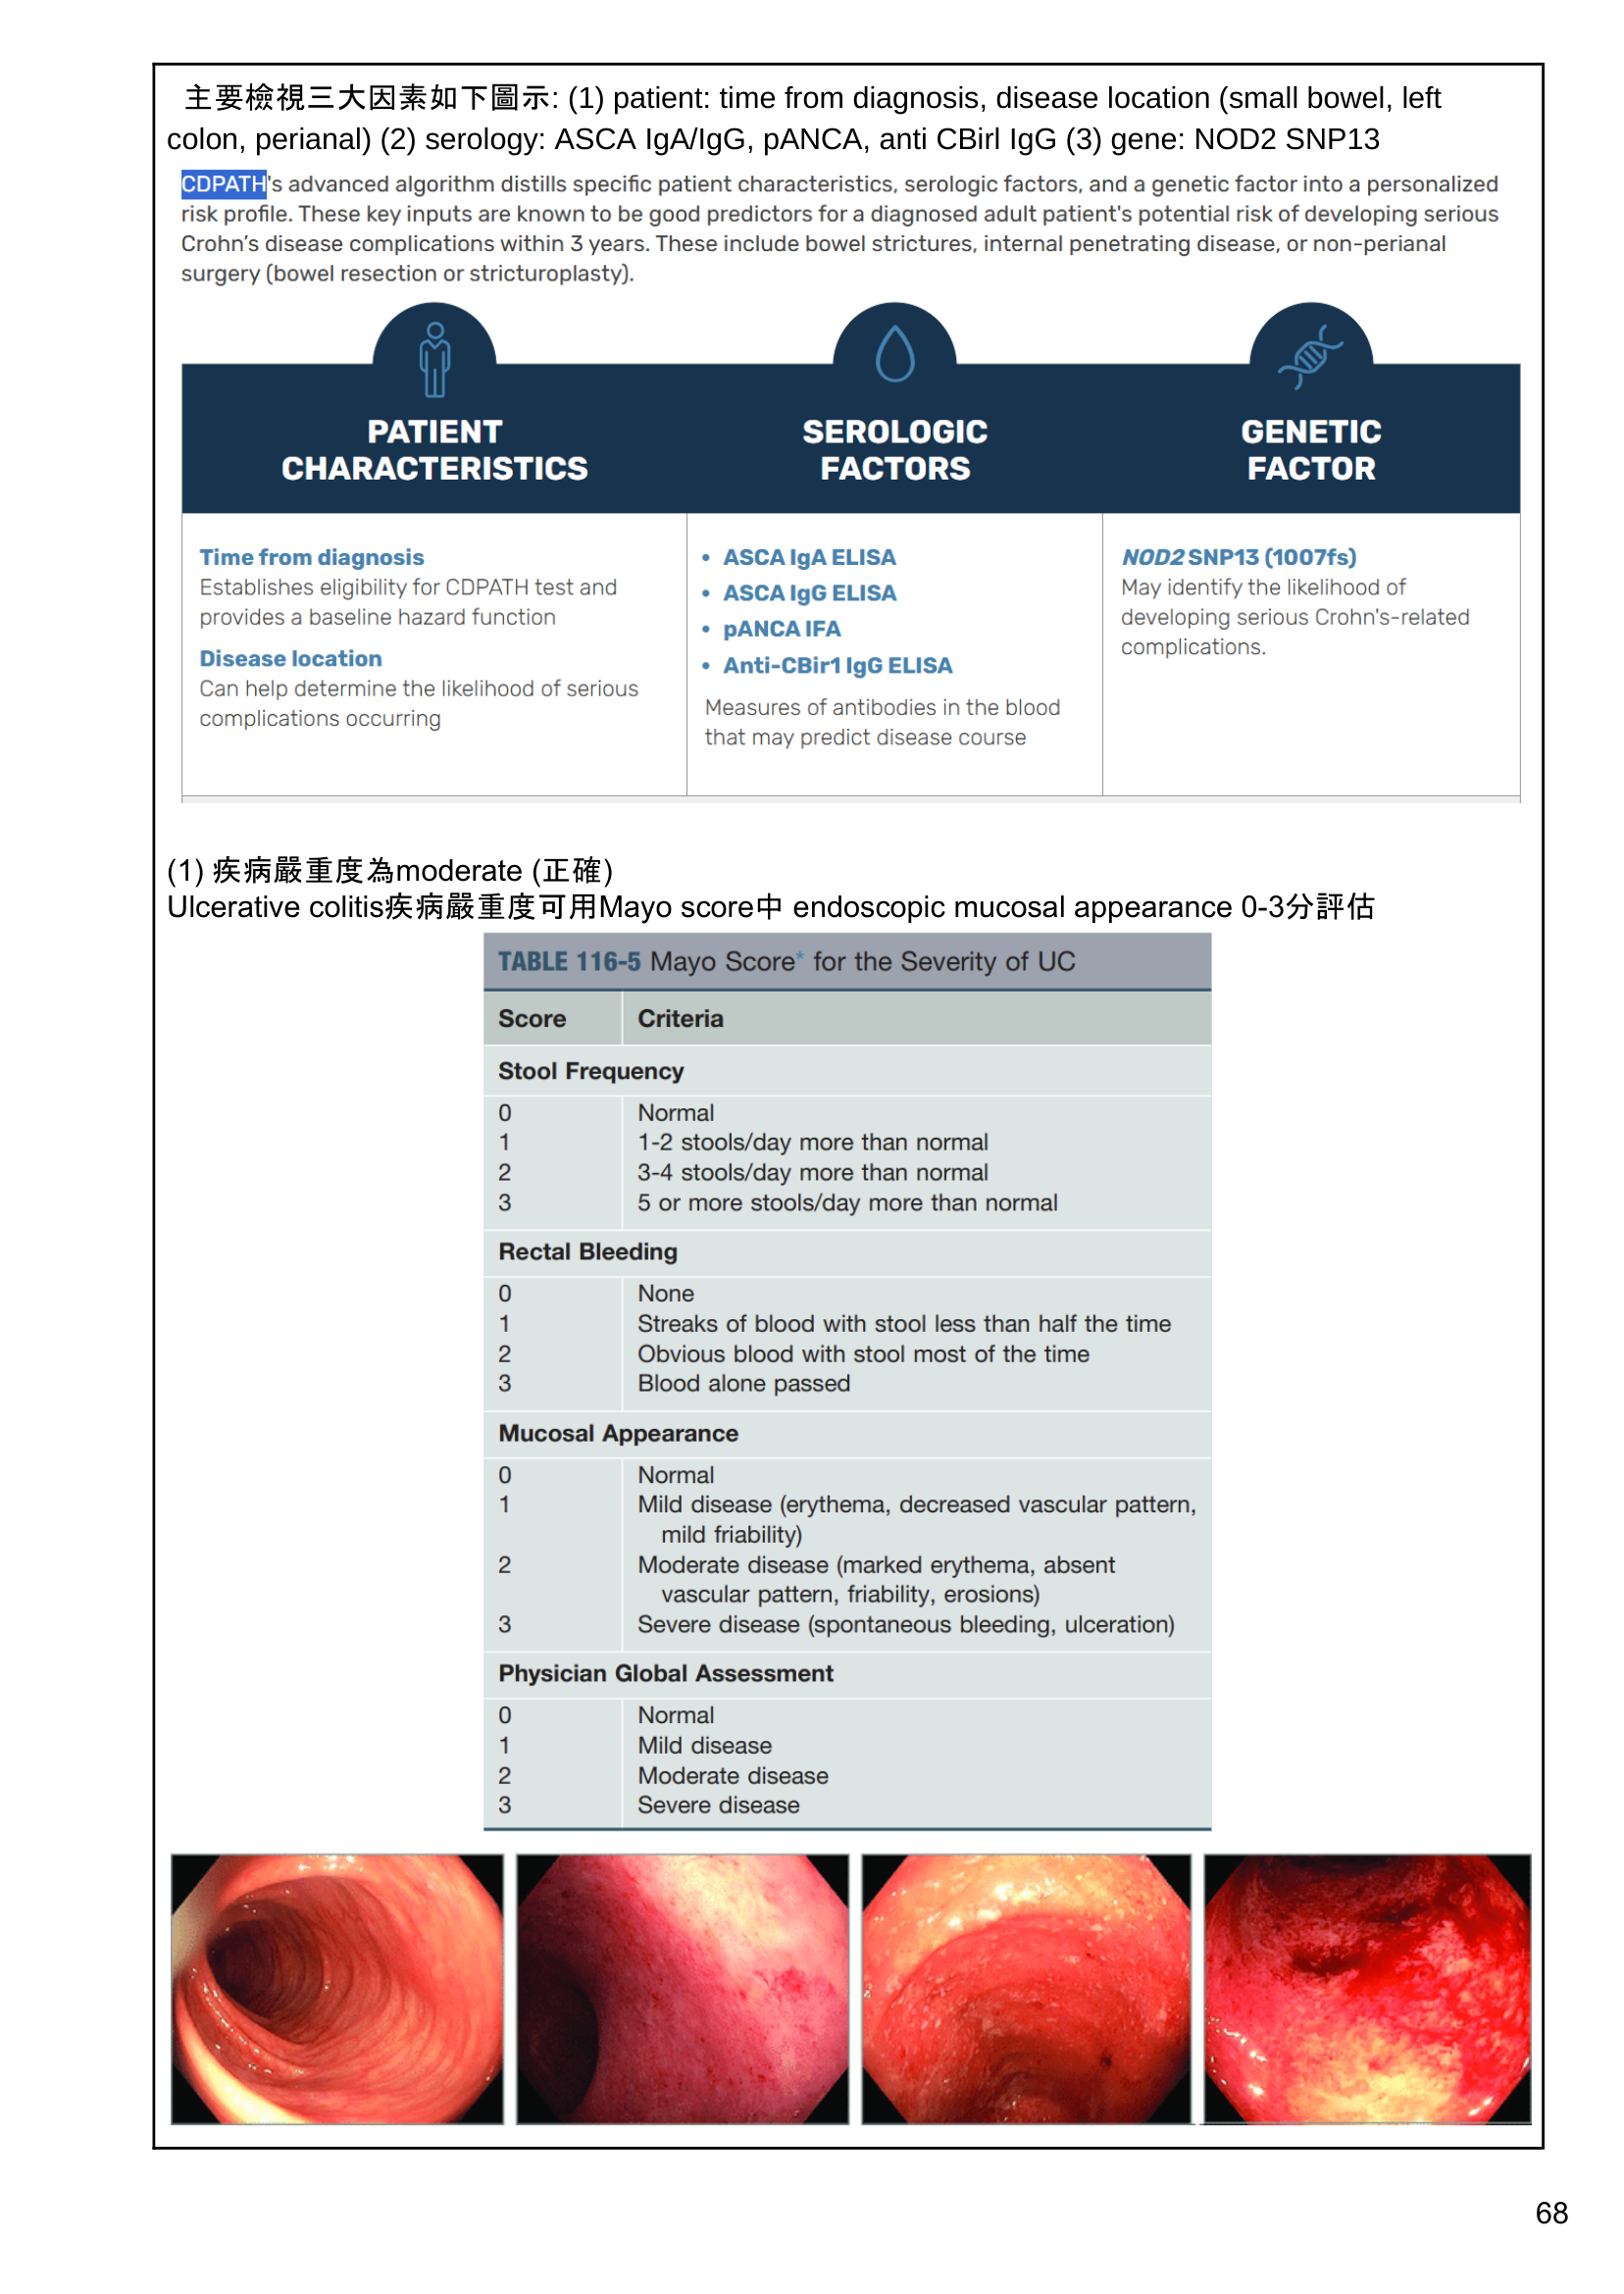 主要檢視三大因素如下圖示: (1) patient: time from diagnosis, disease location (small bowel, left
colon, perianal) (2) serology: ASCA IgA/IgG, pANCA, anti CBirl IgG (3) gene: NOD2 SNP13
CDPATH's advanced algorithm distills specific patient characteristics, serologic factors, and a genetic factor into a personalized
risk profile. These key inputs are known to be good predictors for a diagnosed adult patient's potential risk of developing serious
Crohn's disease complications within 3 years. These include bowel strictures, internal penetrating disease, or non-perianal
surgery (bowel resection or stricturoplasty).
PATIENT
CHARACTERISTICS
Time from diagnosis
Establishes eligibility for CDPATH test and
provides a baseline hazard function
Disease location
Can help determine the likelihood of serious
complications occurring
SEROLOGIC
FACTORS
• ASCA IgA ELISA
• ASCA IgG ELISA
• pANCA IFA
• Anti-CBir1 IgG ELISA
Measures of antibodies in the blood
that may predict disease course
GENETIC
FACTOR
NOD2 SNP13 (1007fs)
May identify the likelihood of
developing serious Crohn's-related
complications.
(1) 疾病嚴重度為moderate (正確)
Ulcerative colitis疾病嚴重度可用Mayo score中 endoscopic mucosal appearance 0-3分評估
TABLE 116-5 Mayo Score* for the Severity of UC
Score Criteria
Stool Frequency
0 Normal
1 1-2 stools/day more than normal
2 3-4 stools/day more than normal
3 5 or more stools/day more than normal
Rectal Bleeding
0 None
1 Streaks of blood with stool less than half the time
2 Obvious blood with stool most of the time
3 Blood alone passed
Mucosal Appearance
0 Normal
1 Mild disease (erythema, decreased vascular pattern,
mild friability)
2 Moderate disease (marked erythema, absent
vascular pattern, friability, erosions)
3 Severe disease (spontaneous bleeding, ulceration)
Physician Global Assessment
0 Normal
1 Mild disease
2 Moderate disease
3 Severe disease
68